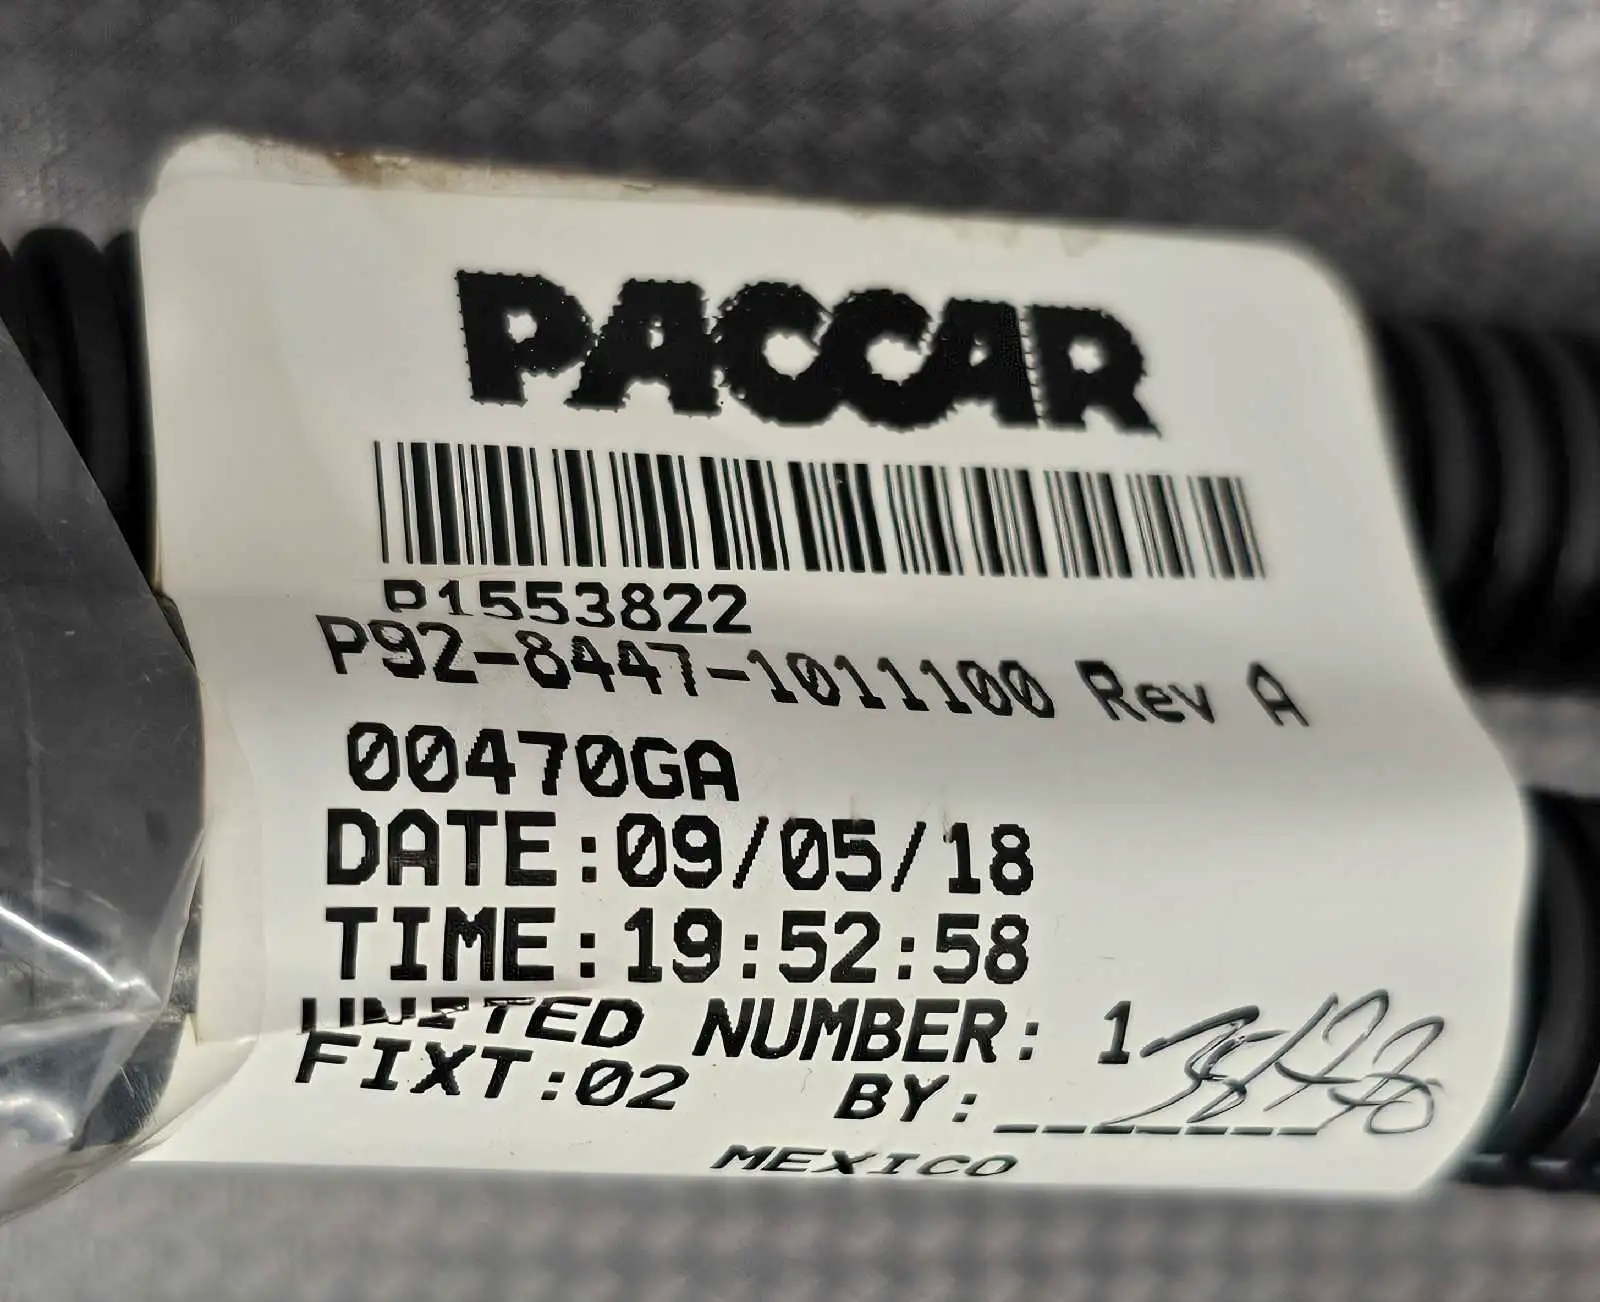 PACCAR
P1553822
P92-8447-1011100 Rev A
00470GA
DATE:09/05/18
TIME:19:52:58
UNITED NUMBER: 1
FIXT:02 BY:
MEXICO